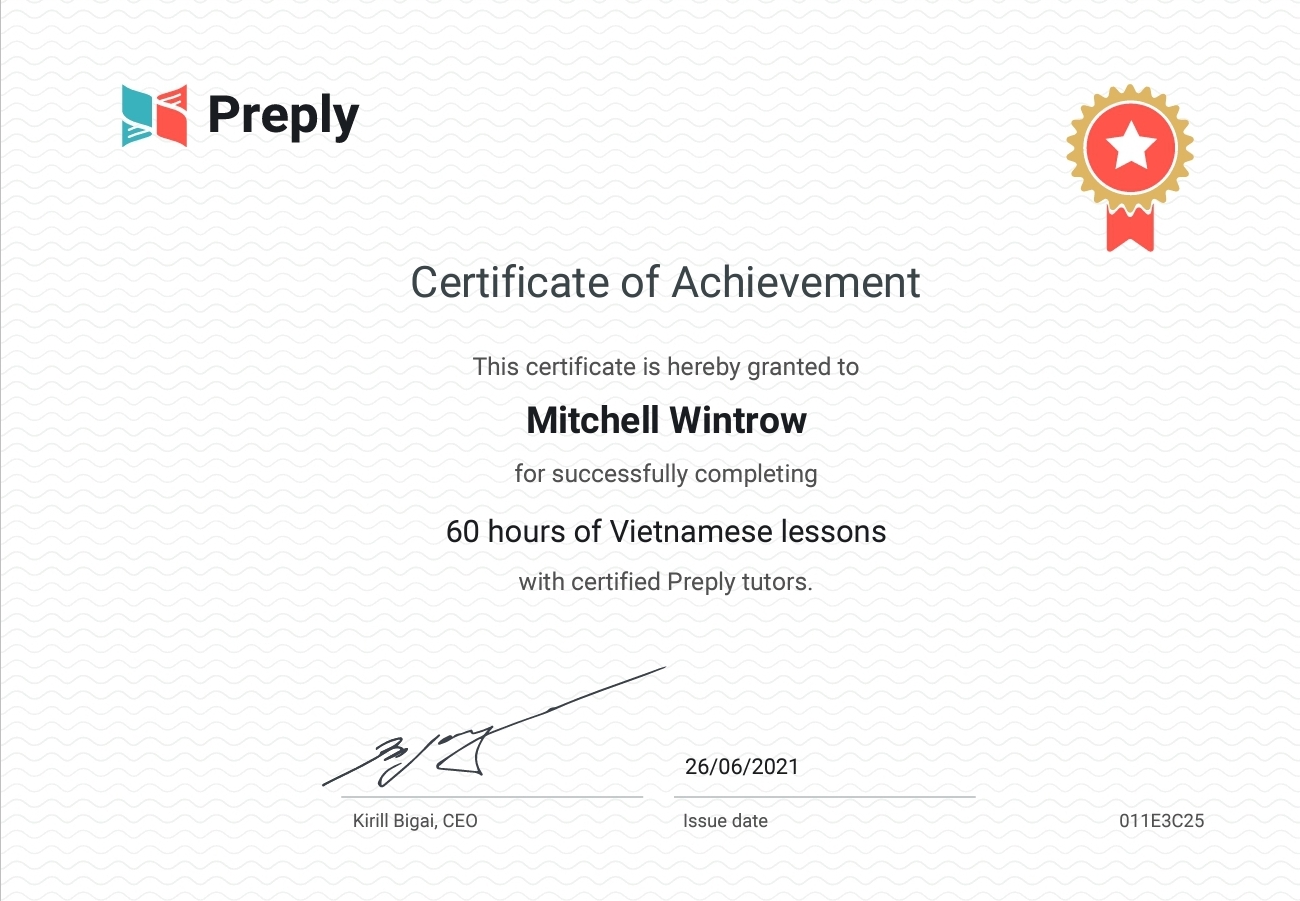 Preply
Certificate of Achievement
This certificate is hereby granted to
Mitchell Wintrow
for successfully completing
60 hours of Vietnamese lessons
with certified Preply tutors.
26/06/2021
Kirill Bigai, CEO
Issue date
011E3C25